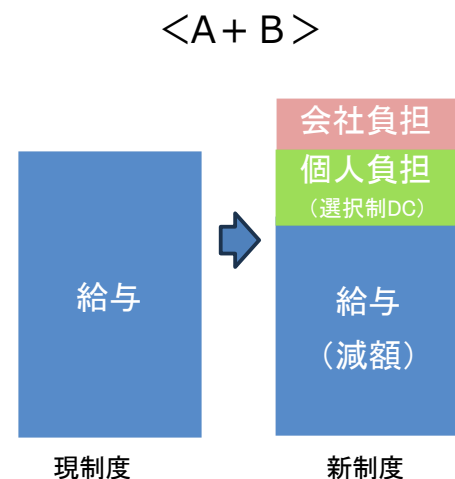 ＜A＋B＞
会社負担
個人負担
（選択制DC）
給与
給与
（減額）
現制度
新制度